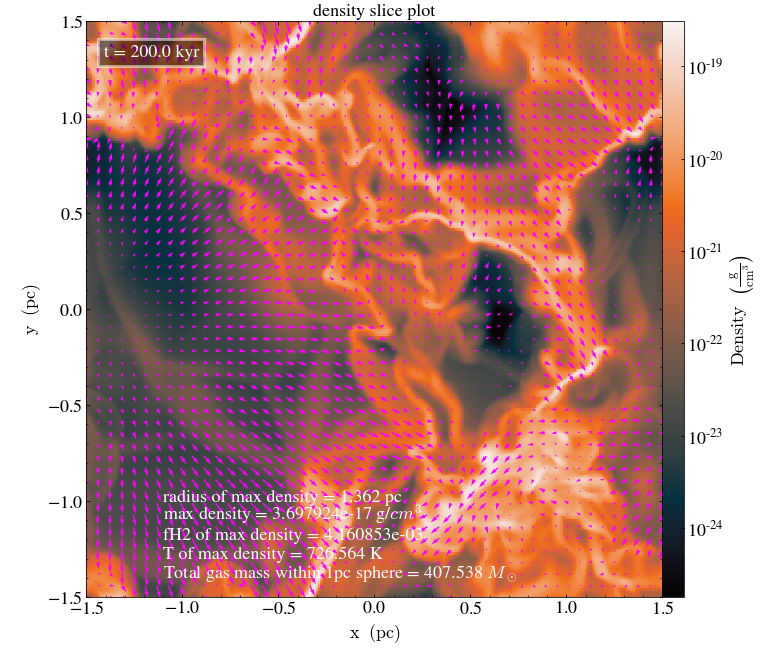 density slice plot
t = 200.0 kyr
radius of max density = 1.362 pc
max density = 3.697924e-17 g/cm³
fH2 of max density = 4.160853e-03
T of max density = 726.564 K
Total gas mass within 1pc sphere = 407.538 M⊙
1.5
1.0
0.5
0.0
−0.5
−1.0
−1.5
y (pc)
−1.5 −1.0 −0.5 0.0 0.5 1.0 1.5
x (pc)
10⁻¹⁹
10⁻²⁰
10⁻²¹
10⁻²²
10⁻²³
10⁻²⁴
Density (g/cm³)